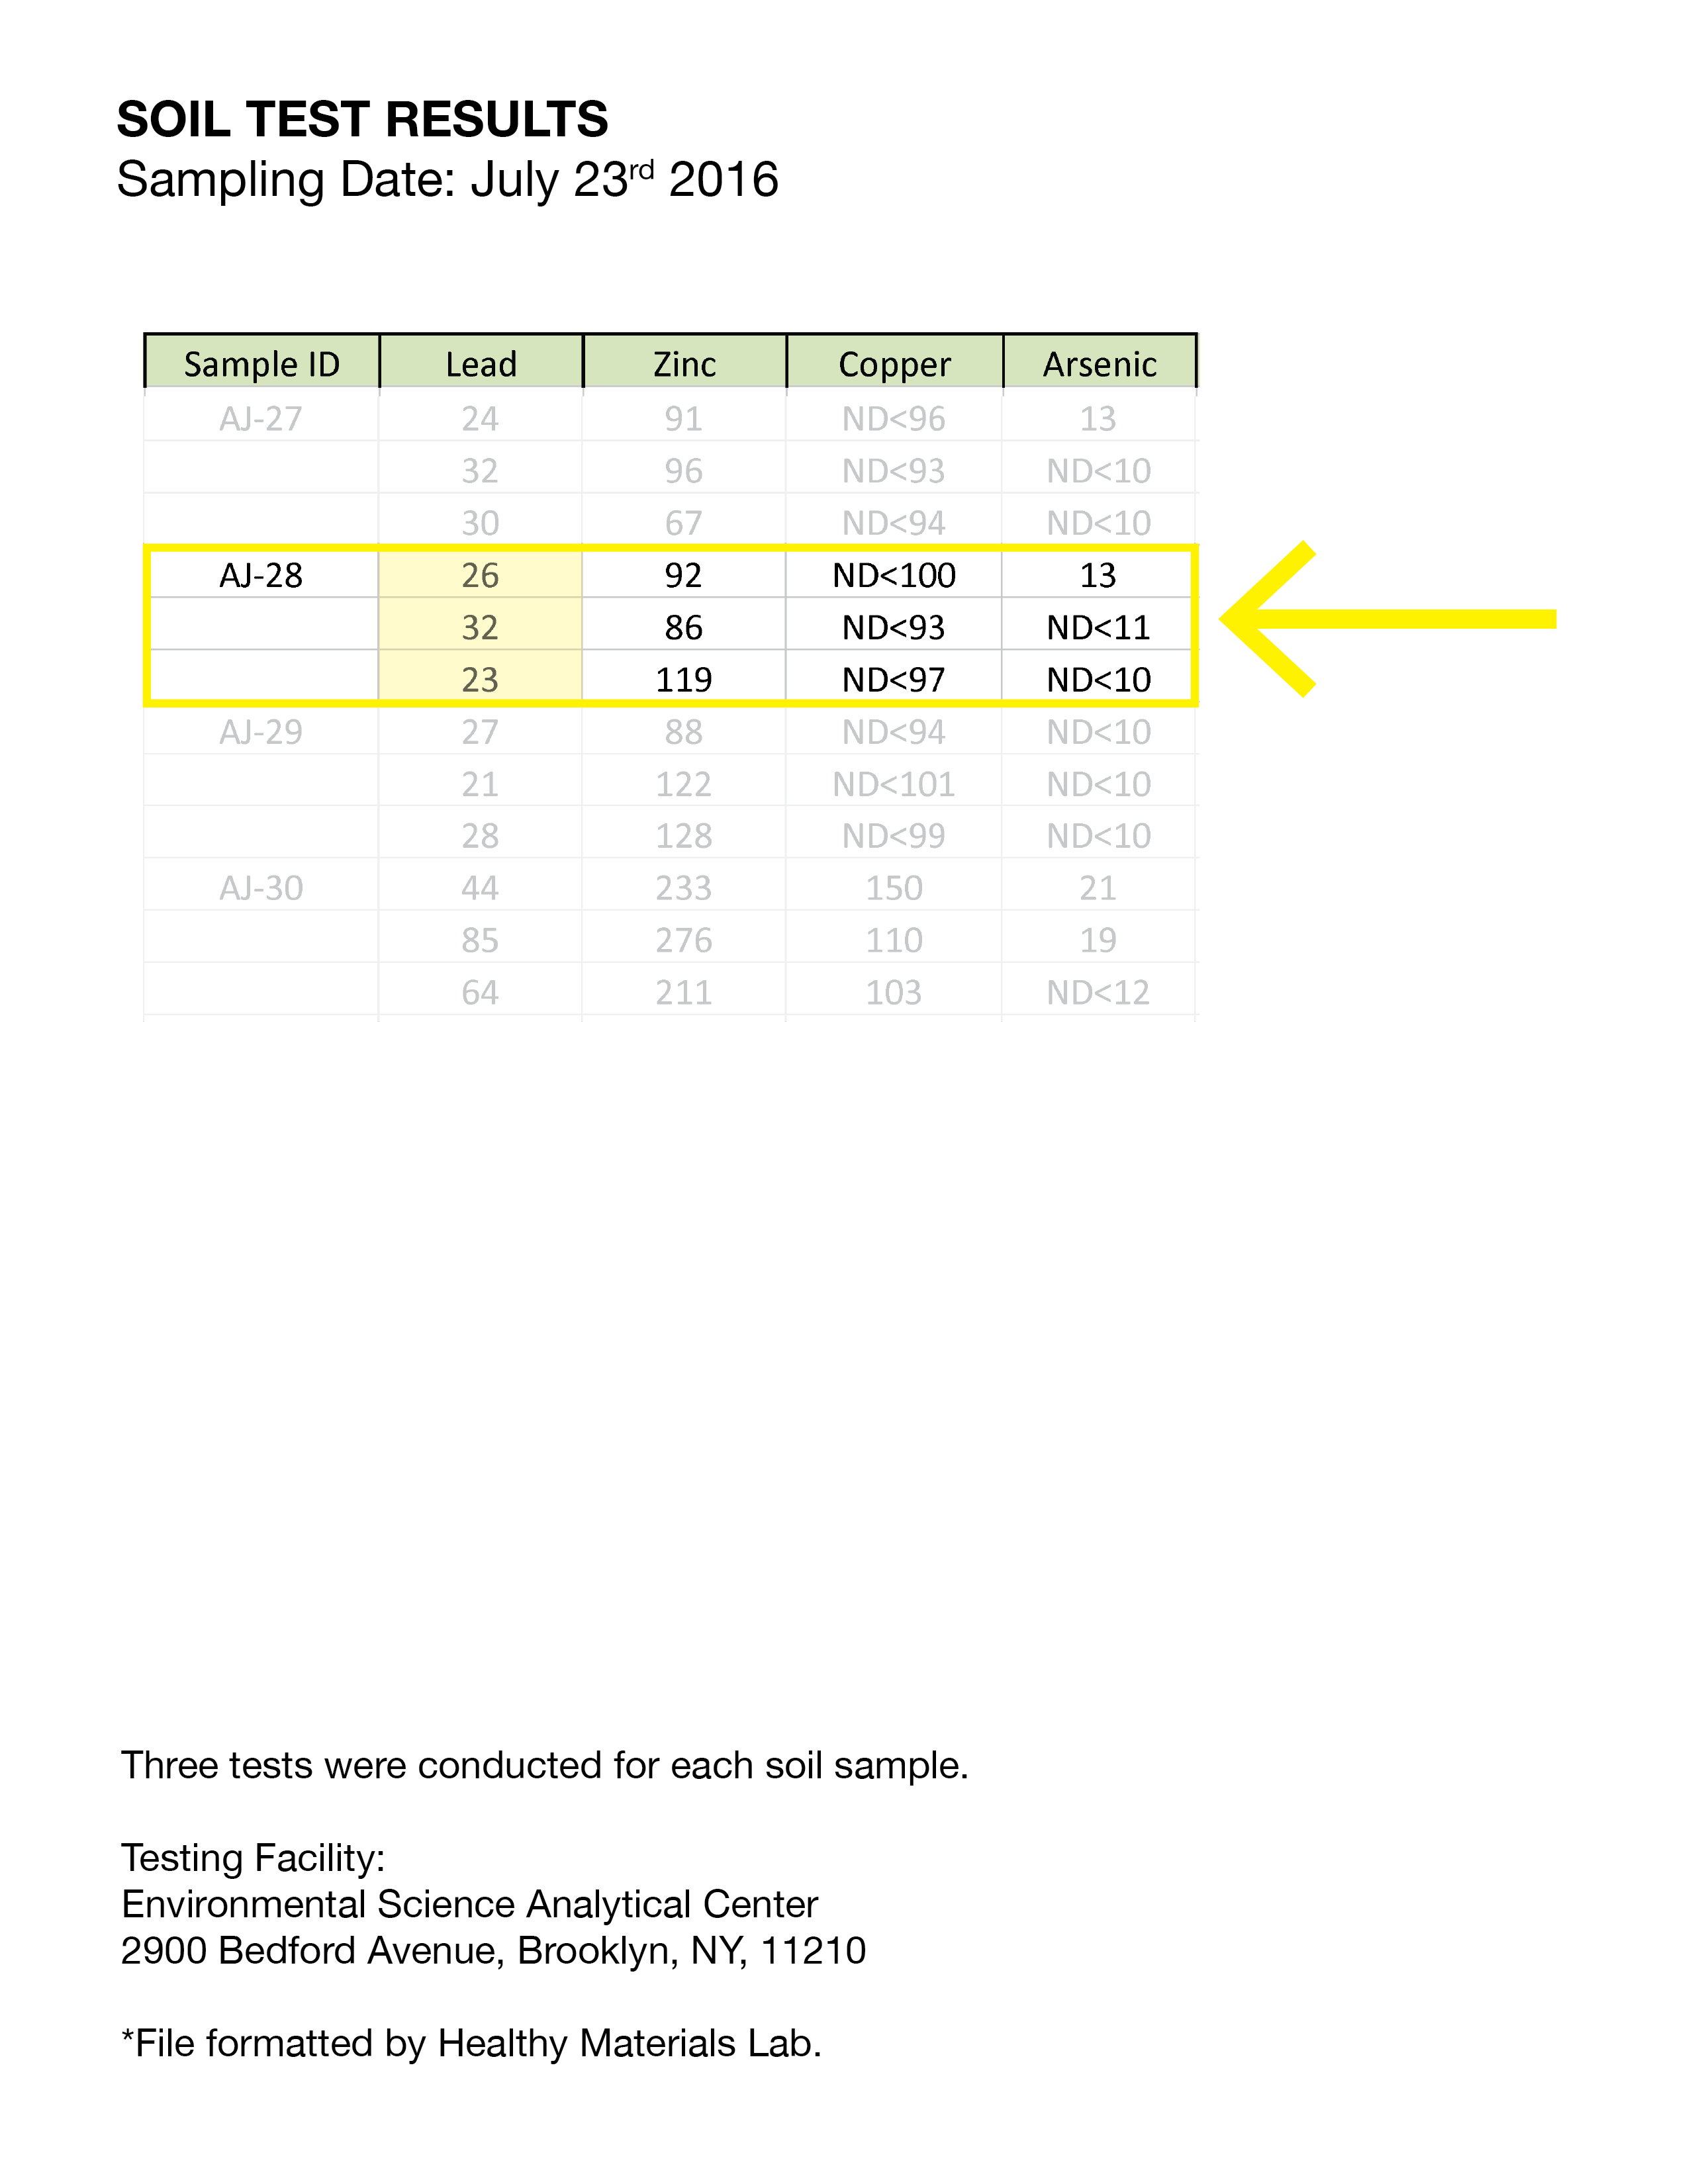 SOIL TEST RESULTS
Sampling Date: July 23rd 2016
Sample ID Lead Zinc Copper Arsenic
AJ-27 24 91 ND<96 13
32 96 ND<93 ND<10
30 67 ND<94 ND<10
AJ-28 26 92 ND<100 13
32 86 ND<93 ND<11
23 119 ND<97 ND<10
AJ-29 27 88 ND<94 ND<10
21 122 ND<101 ND<10
28 128 ND<99 ND<10
AJ-30 44 233 150 21
85 276 110 19
64 211 103 ND<12
Three tests were conducted for each soil sample.
Testing Facility:
Environmental Science Analytical Center
2900 Bedford Avenue, Brooklyn, NY, 11210
*File formatted by Healthy Materials Lab.